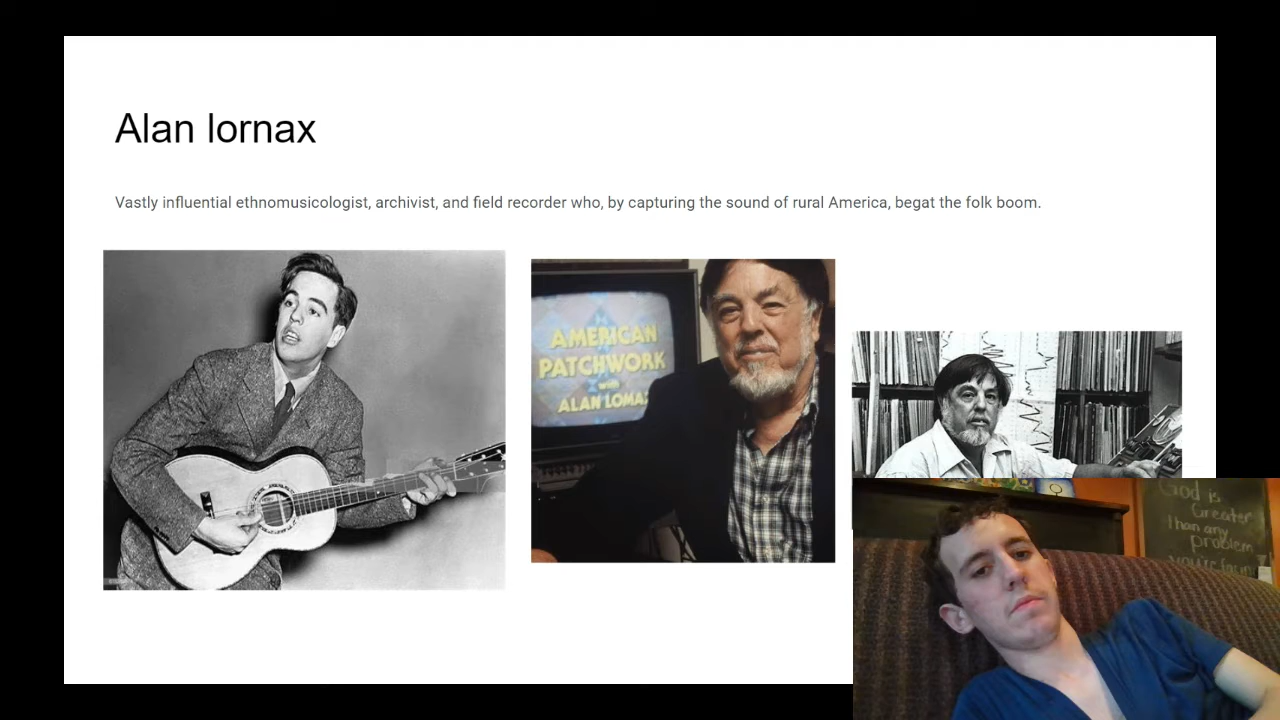 Alan lornax
Vastly influential ethnomusicologist, archivist, and field recorder who, by capturing the sound of rural America, begat the folk boom.
AMERICAN
PATCHWORK
with
ALAN LOMA
God is
Greater
than any
problem
you're facin